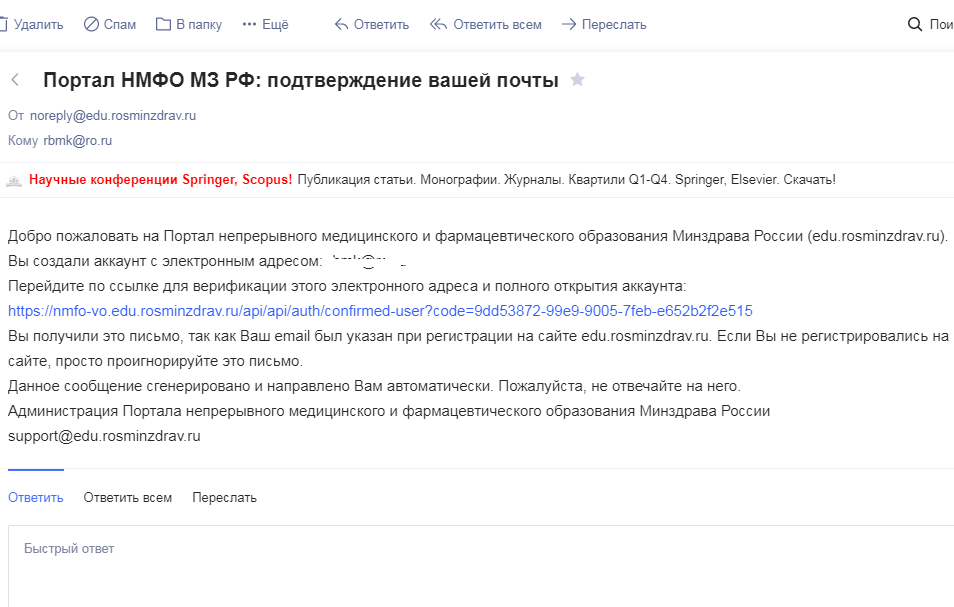 Удалить Спам В папку Ещё Ответить Ответить всем Переслать
Портал НМФО МЗ РФ: подтверждение вашей почты
От noreply@edu.rosminzdrav.ru
Кому rbmk@ro.ru
Научные конференции Springer, Scopus! Публикация статьи. Монографии. Журналы. Квартили Q1-Q4. Springer, Elsevier. Скачать!
Добро пожаловать на Портал непрерывного медицинского и фармацевтического образования Минздрава России (edu.rosminzdrav.ru).
Вы создали аккаунт с электронным адресом:
Перейдите по ссылке для верификации этого электронного адреса и полного открытия аккаунта:
https://nmfo-vo.edu.rosminzdrav.ru/api/api/auth/confirmed-user?code=9dd53872-99e9-9005-7feb-e652b2f2e515
Вы получили это письмо, так как Ваш email был указан при регистрации на сайте edu.rosminzdrav.ru. Если Вы не регистрировались на
сайте, просто проигнорируйте это письмо.
Данное сообщение сгенерировано и направлено Вам автоматически. Пожалуйста, не отвечайте на него.
Администрация Портала непрерывного медицинского и фармацевтического образования Минздрава России
support@edu.rosminzdrav.ru
Ответить Ответить всем Переслать
Быстрый ответ